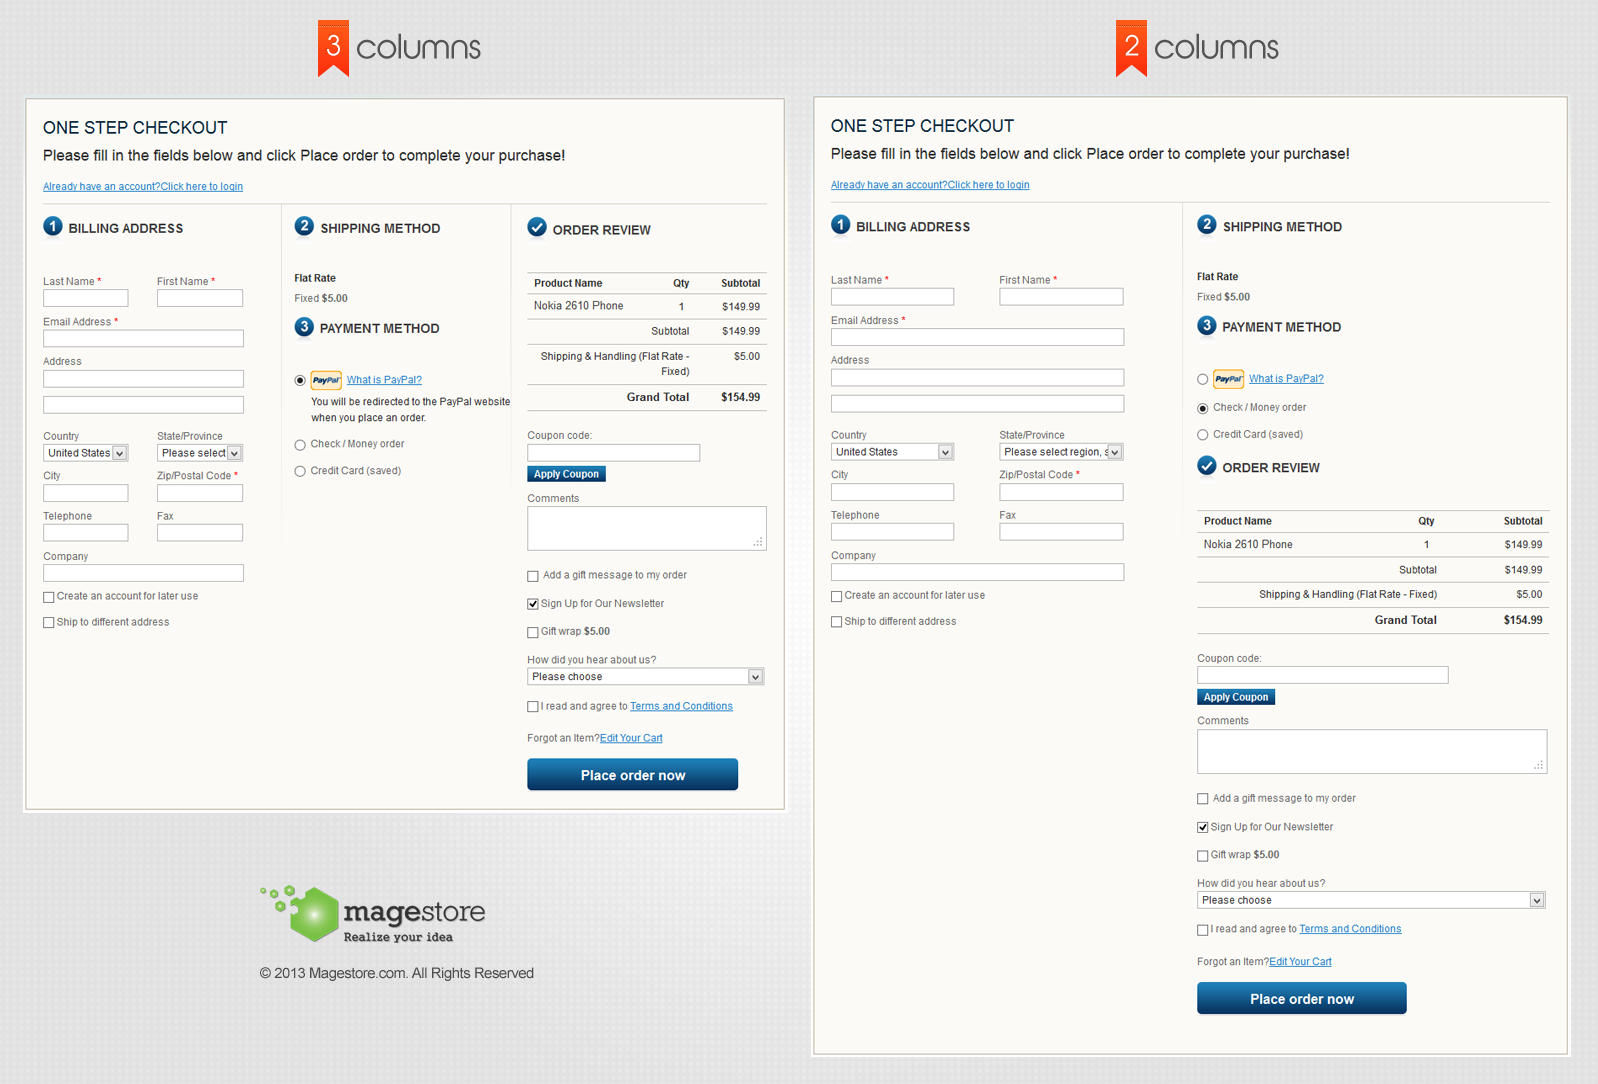 3 columns
ONE STEP CHECKOUT
Please fill in the fields below and click Place order to complete your purchase!
Already have an account?Click here to login
1 BILLING ADDRESS
Last Name * First Name *
Email Address *
Address
Country State/Province
United States Please select
City Zip/Postal Code *
Telephone Fax
Company
Create an account for later use
Ship to different address
2 SHIPPING METHOD
Flat Rate
Fixed $5.00
3 PAYMENT METHOD
PayPal What is PayPal?
You will be redirected to the PayPal website
when you place an order.
Check / Money order
Credit Card (saved)
ORDER REVIEW
Product Name Qty Subtotal
Nokia 2610 Phone 1 $149.99
Subtotal $149.99
Shipping & Handling (Flat Rate - $5.00
Fixed)
Grand Total $154.99
Coupon code:
Apply Coupon
Comments
Add a gift message to my order
Sign Up for Our Newsletter
Gift wrap $5.00
How did you hear about us?
Please choose
I read and agree to Terms and Conditions
Forgot an Item?Edit Your Cart
Place order now
magestore
Realize your idea
© 2013 Magestore.com. All Rights Reserved
2 columns
ONE STEP CHECKOUT
Please fill in the fields below and click Place order to complete your purchase!
Already have an account?Click here to login
1 BILLING ADDRESS
Last Name * First Name *
Email Address *
Address
Country State/Province
United States Please select region, s
City Zip/Postal Code *
Telephone Fax
Company
Create an account for later use
Ship to different address
2 SHIPPING METHOD
Flat Rate
Fixed $5.00
3 PAYMENT METHOD
PayPal What is PayPal?
Check / Money order
Credit Card (saved)
ORDER REVIEW
Product Name Qty Subtotal
Nokia 2610 Phone 1 $149.99
Subtotal $149.99
Shipping & Handling (Flat Rate - Fixed) $5.00
Grand Total $154.99
Coupon code:
Apply Coupon
Comments
Add a gift message to my order
Sign Up for Our Newsletter
Gift wrap $5.00
How did you hear about us?
Please choose
I read and agree to Terms and Conditions
Forgot an Item?Edit Your Cart
Place order now